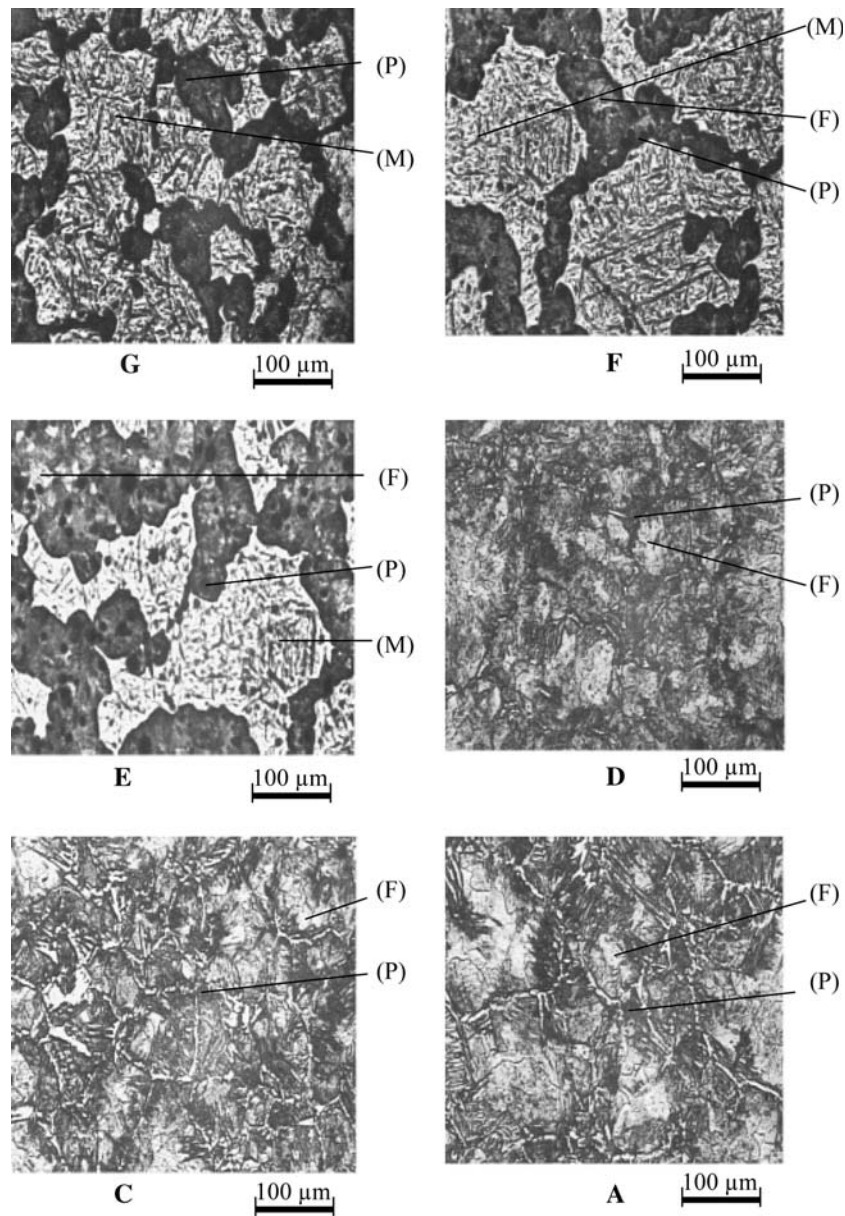 (P)
(M)
G 100 µm
(M)
(F)
(P)
F 100 µm
(F)
(P)
(M)
E 100 µm
(P)
(F)
D 100 µm
(F)
(P)
C 100 µm
(F)
(P)
A 100 µm